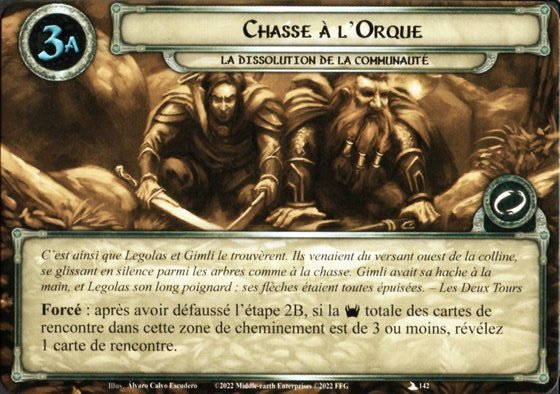 3A
CHASSE À L'ORQUE
LA DISSOLUTION DE LA COMMUNAUTÉ
C'est ainsi que Legolas et Gimli le trouvèrent. Ils venaient du versant ouest de la colline,
se glissant en silence parmi les arbres comme à la chasse. Gimli avait sa hache à la
main, et Legolas son long poignard : ses flèches étaient toutes épuisées. – Les Deux Tours
Forcé : après avoir défaussé l'étape 2B, si la totale des cartes de
rencontre dans cette zone de cheminement est de 3 ou moins, révélez
1 carte de rencontre.
Illus. Álvaro Calvo Escudero ©2022 Middle-earth Enterprises ©2022 FFG 142